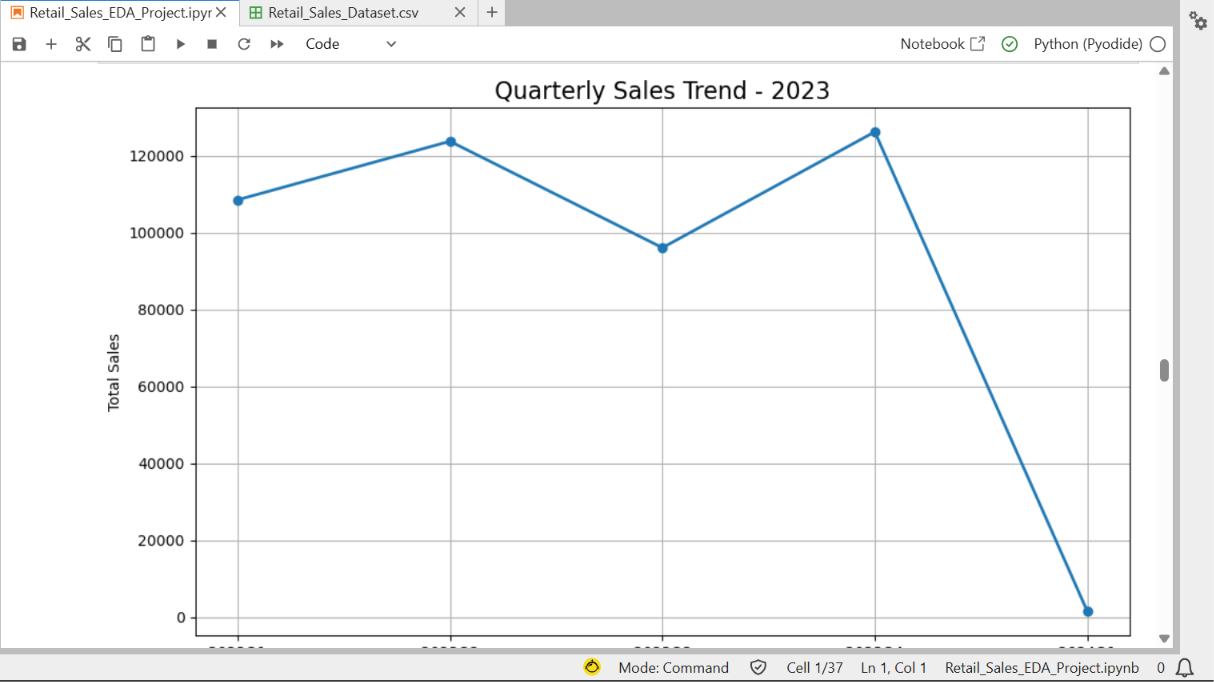 Retail_Sales_EDA_Project.ipyr
Retail_Sales_Dataset.csv
Code
Notebook
Python (Pyodide)
Quarterly Sales Trend - 2023
120000
100000
80000
60000
40000
20000
0
Total Sales
Mode: Command
Cell 1/37
Ln 1, Col 1
Retail_Sales_EDA_Project.ipynb
0